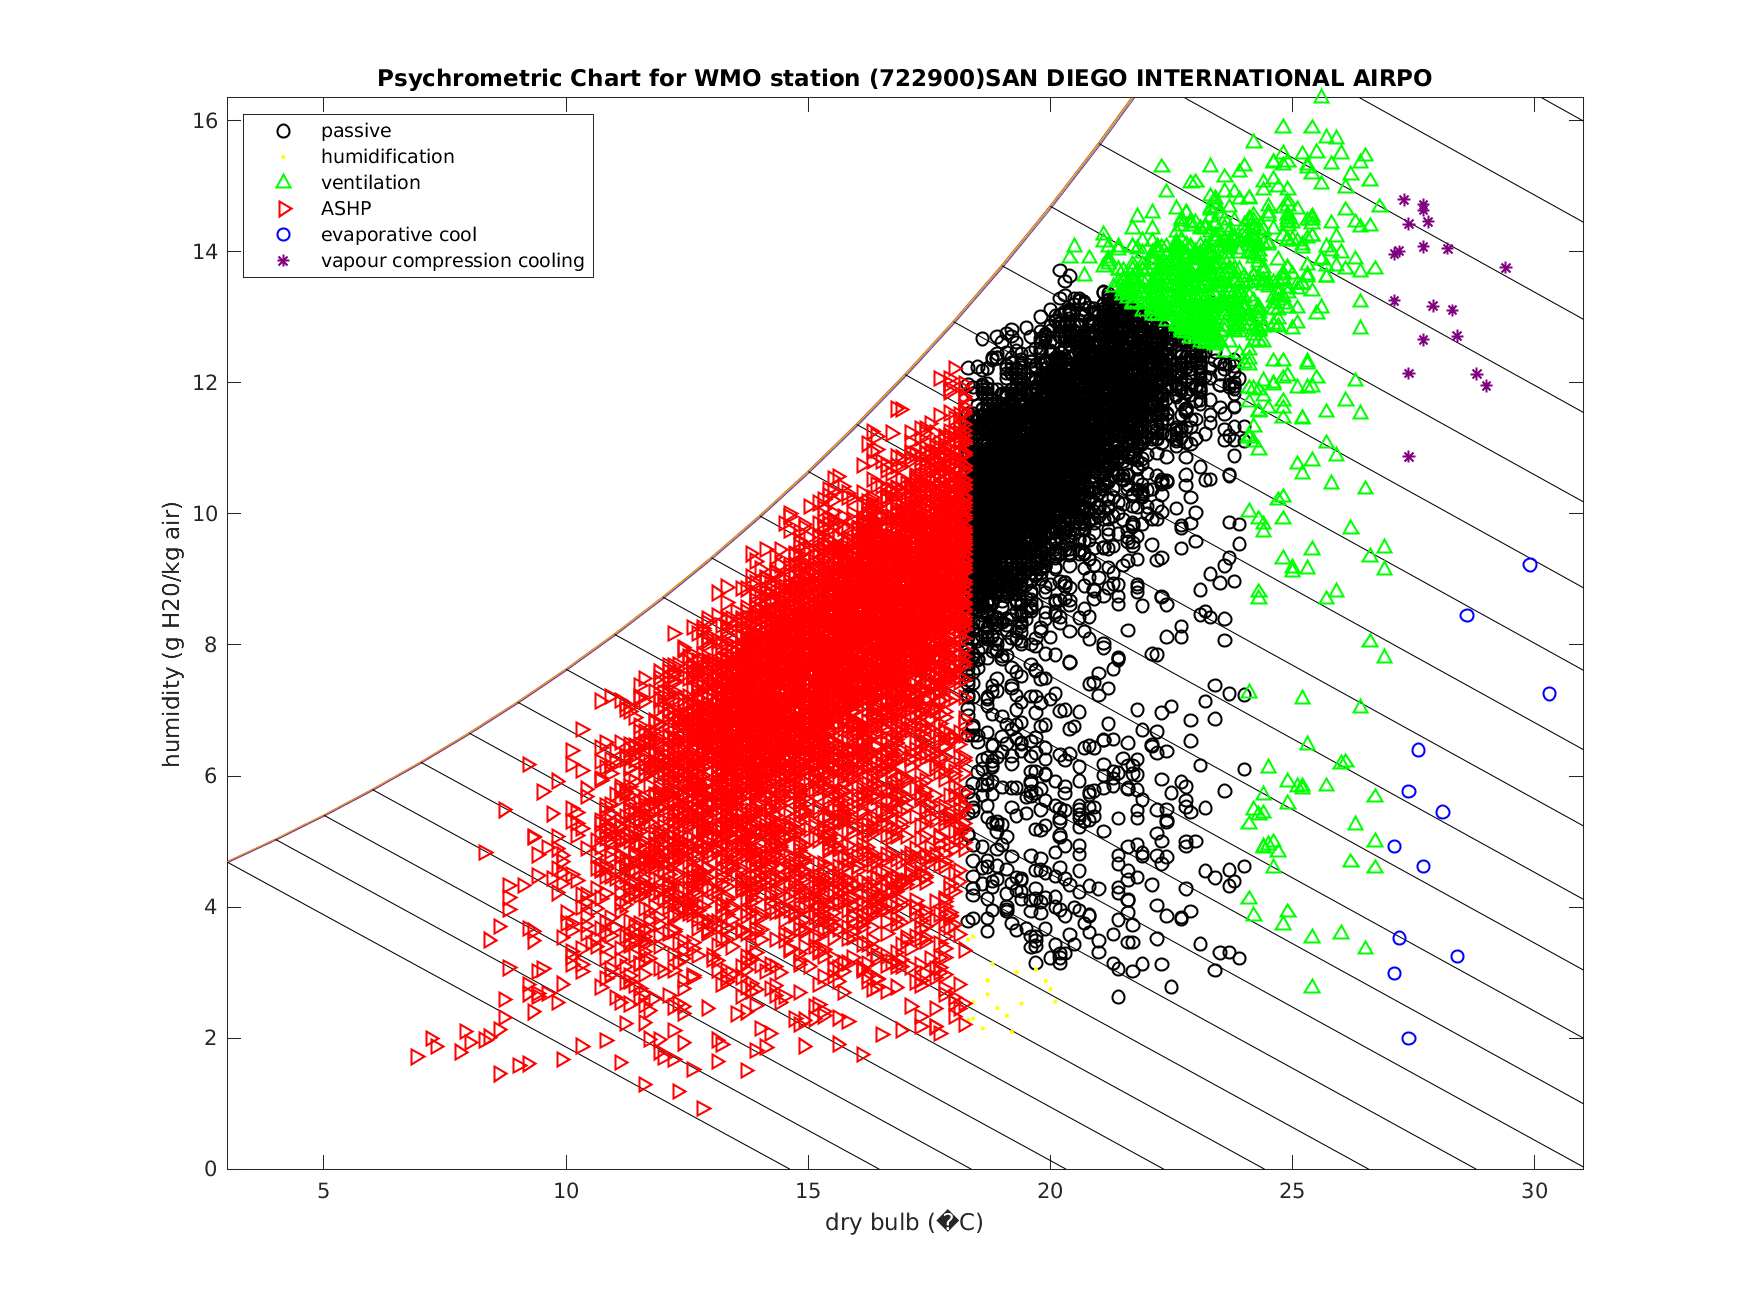 Psychrometric Chart for WMO station (722900)SAN DIEGO INTERNATIONAL AIRPO
passive
humidification
ventilation
ASHP
evaporative cool
vapour compression cooling
16
14
12
10
8
6
4
2
0
humidity (g H20/kg air)
5 10 15 20 25 30
dry bulb (�C)